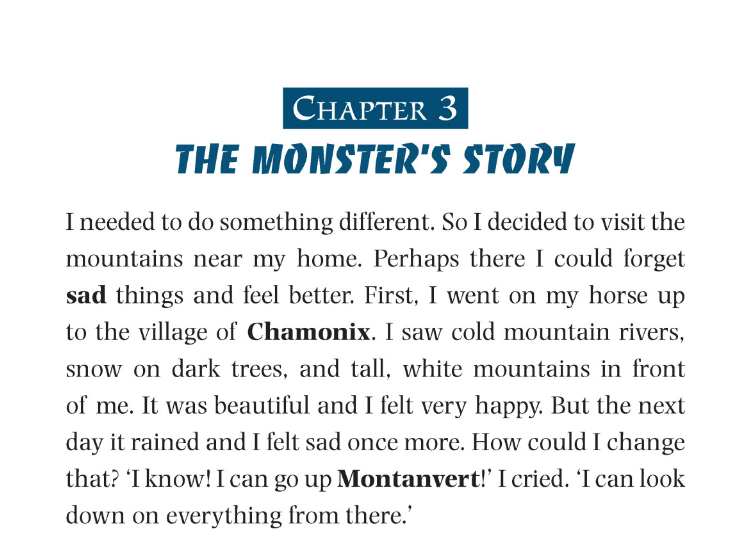 CHAPTER 3
THE MONSTER'S STORY
I needed to do something different. So I decided to visit the
mountains near my home. Perhaps there I could forget
sad things and feel better. First, I went on my horse up
to the village of Chamonix. I saw cold mountain rivers,
snow on dark trees, and tall, white mountains in front
of me. It was beautiful and I felt very happy. But the next
day it rained and I felt sad once more. How could I change
that? ‘I know! I can go up Montanvert!’ I cried. ‘I can look
down on everything from there.’